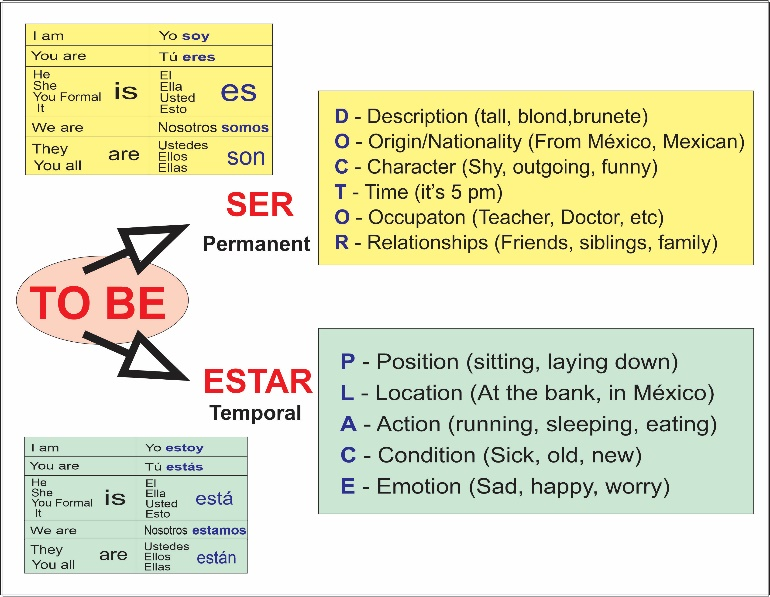 I am Yo soy
You are Tú eres
He
She
You Formal
It
is
El
Ella
Usted
Esto
es
We are Nosotros somos
They
You all
are
Ustedes
Ellos
Ellas
son
SER
Permanent
D - Description (tall, blond,brunete)
O - Origin/Nationality (From México, Mexican)
C - Character (Shy, outgoing, funny)
T - Time (it's 5 pm)
O - Occupaton (Teacher, Doctor, etc)
R - Relationships (Friends, siblings, family)
TO BE
ESTAR
Temporal
P - Position (sitting, laying down)
L - Location (At the bank, in México)
A - Action (running, sleeping, eating)
C - Condition (Sick, old, new)
E - Emotion (Sad, happy, worry)
I am Yo estoy
You are Tú estás
He
She
You Formal
It
is
El
Ella
Usted
Esto
está
We are Nosotros estamos
They
You all
are
Ustedes
Ellos
Ellas
están